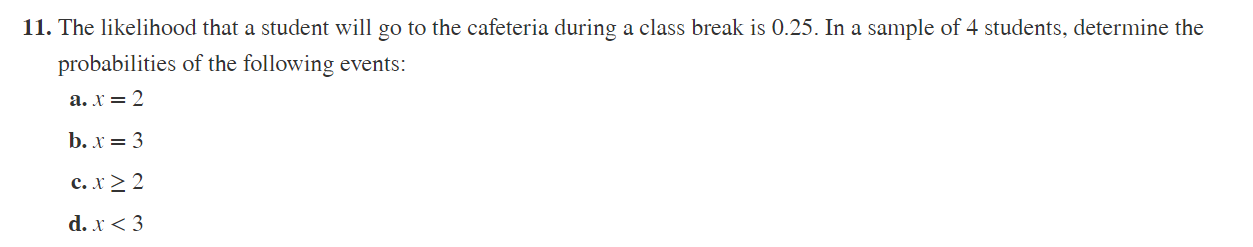 11. The likelihood that a student will go to the cafeteria during a class break is 0.25. In a sample of 4 students, determine the
probabilities of the following events:
a. x = 2
b. x = 3
c. x ≥ 2
d. x < 3